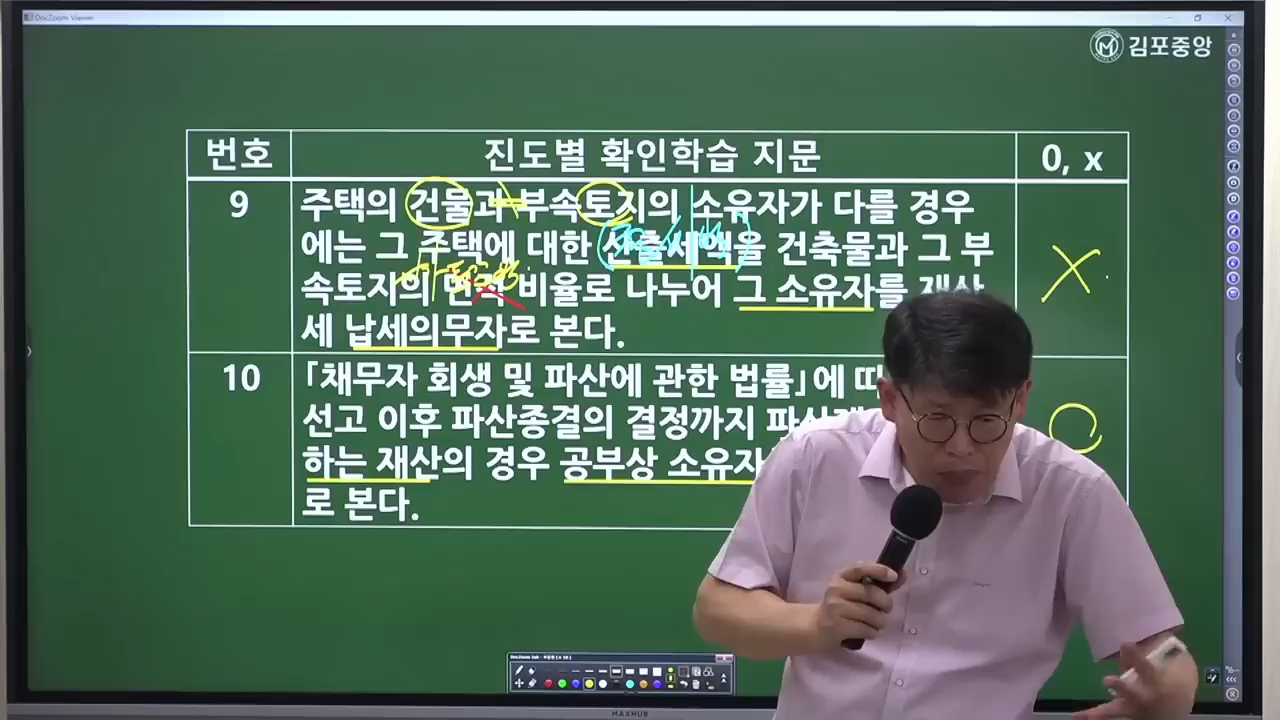 DocZoom Viewer
김포중앙
번호 진도별 확인학습 지문 0, x
9 주택의 건물과 부속토지의 소유자가 다를 경우
에는 그 주택에 대한 산출세액을 건축물과 그 부
속토지의 면적 비율로 나누어 그 소유자를 재산
세 납세의무자로 본다.
X
10 「채무자 회생 및 파산에 관한 법률」에 따
선고 이후 파산종결의 결정까지 파산재
하는 재산의 경우 공부상 소유자
로 본다.
O
MAXHUB